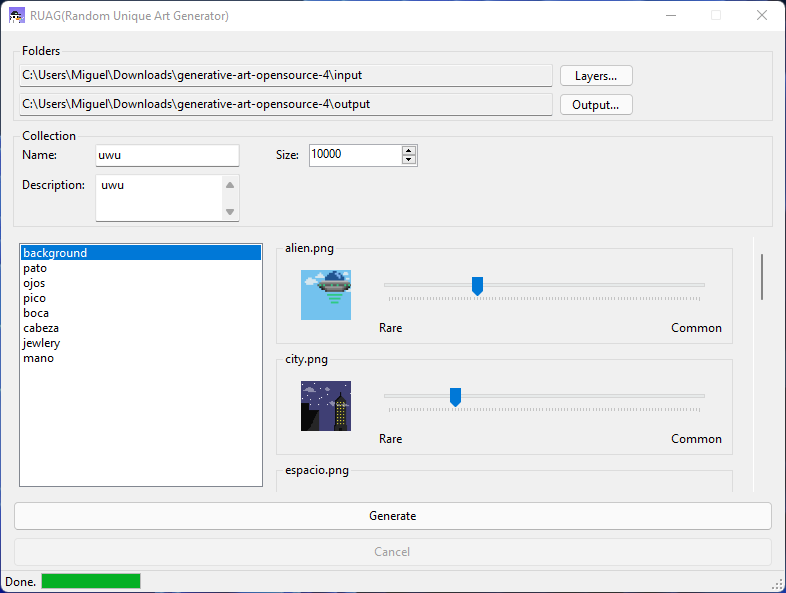 RUAG(Random Unique Art Generator)
Folders
C:\Users\Miguel\Downloads\generative-art-opensource-4\input
Layers...
C:\Users\Miguel\Downloads\generative-art-opensource-4\output
Output...
Collection
Name: uwu Size: 10000
Description: uwu
background
pato
ojos
pico
boca
cabeza
jewlery
mano
alien.png
Rare Common
city.png
Rare Common
espacio.png
Generate
Cancel
Done.